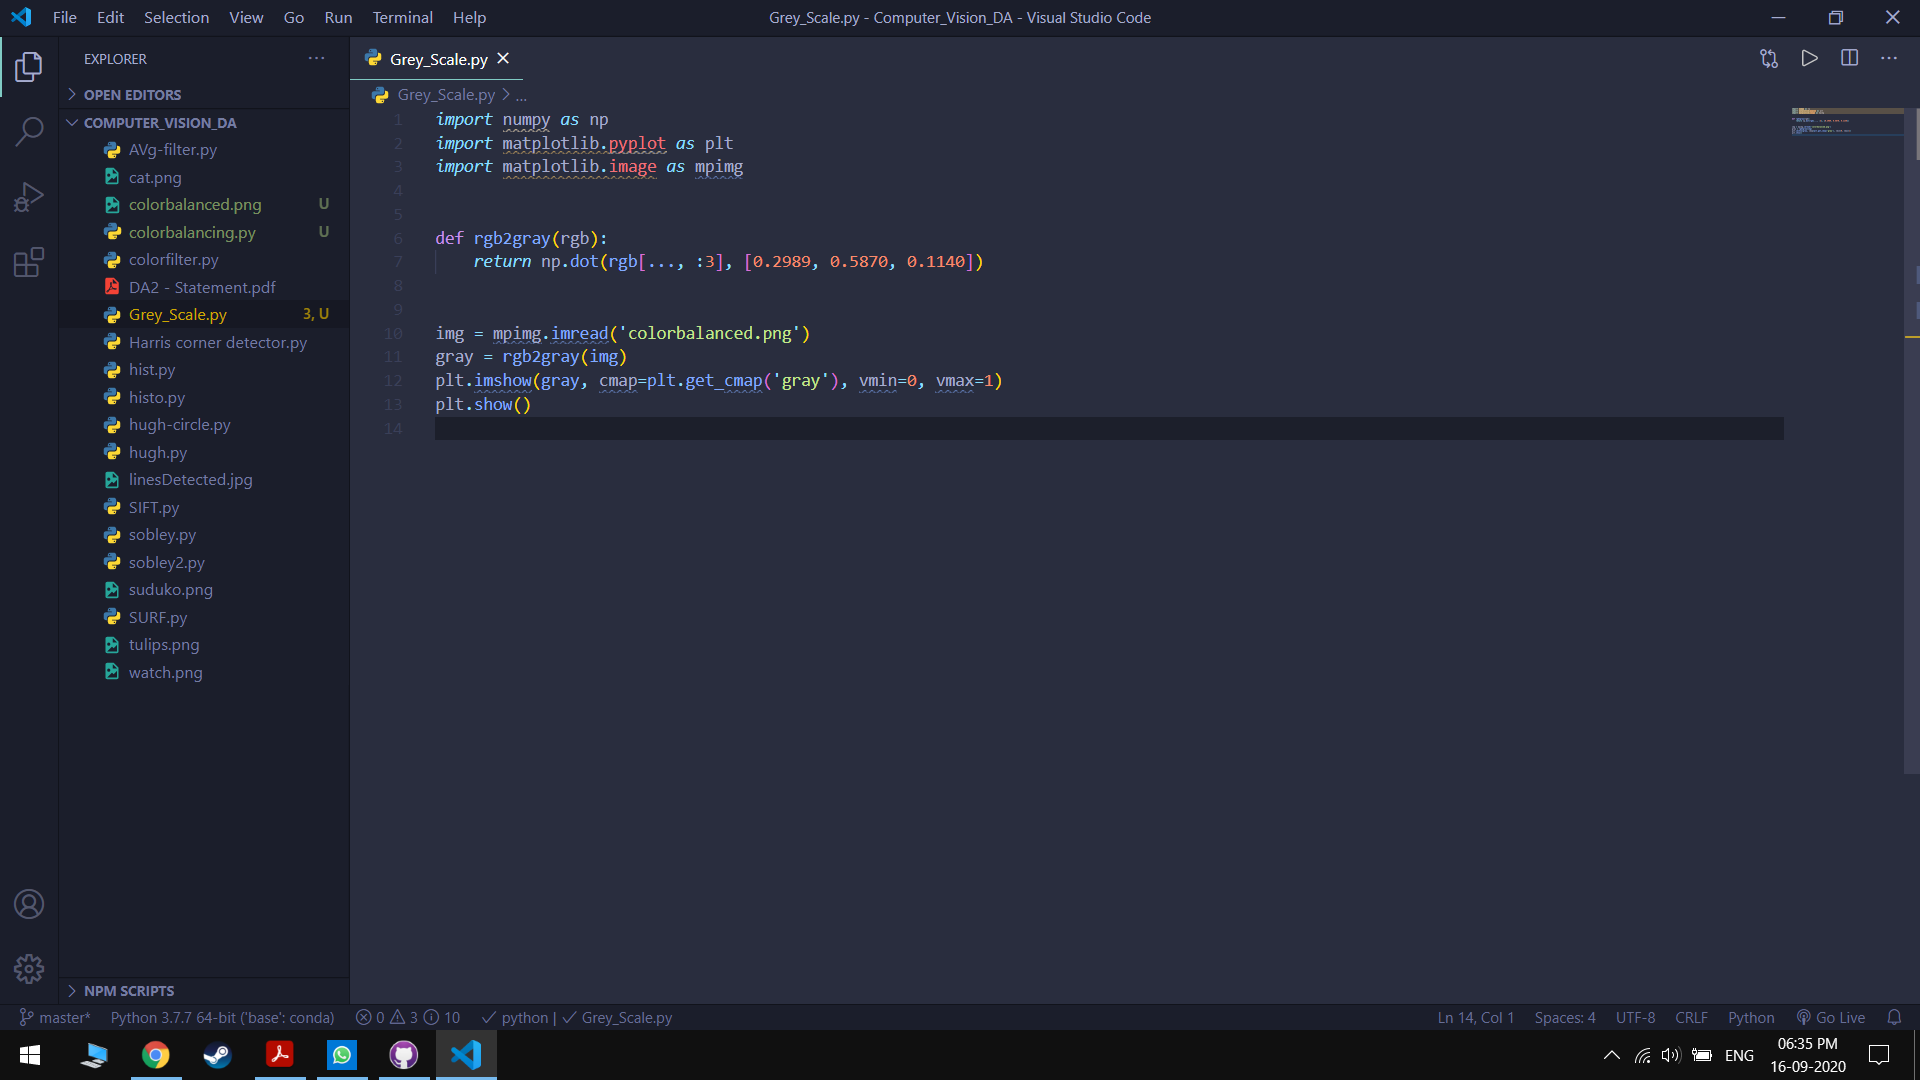 File Edit Selection View Go Run Terminal Help
Grey_Scale.py - Computer_Vision_DA - Visual Studio Code
EXPLORER
OPEN EDITORS
COMPUTER_VISION_DA
AVg-filter.py
cat.png
colorbalanced.png U
colorbalancing.py U
colorfilter.py
DA2 - Statement.pdf
Grey_Scale.py 3, U
Harris corner detector.py
hist.py
histo.py
hugh-circle.py
hugh.py
linesDetected.jpg
SIFT.py
sobley.py
sobley2.py
suduko.png
SURF.py
tulips.png
watch.png
NPM SCRIPTS
Grey_Scale.py
Grey_Scale.py > ...
1 import numpy as np
2 import matplotlib.pyplot as plt
3 import matplotlib.image as mpimg
4
5
6 def rgb2gray(rgb):
7     return np.dot(rgb[..., :3], [0.2989, 0.5870, 0.1140])
8
9
10 img = mpimg.imread('colorbalanced.png')
11 gray = rgb2gray(img)
12 plt.imshow(gray, cmap=plt.get_cmap('gray'), vmin=0, vmax=1)
13 plt.show()
14
master* Python 3.7.7 64-bit ('base': conda) 0 3 10 python | Grey_Scale.py
Ln 14, Col 1 Spaces: 4 UTF-8 CRLF Python Go Live
ENG
06:35 PM
16-09-2020